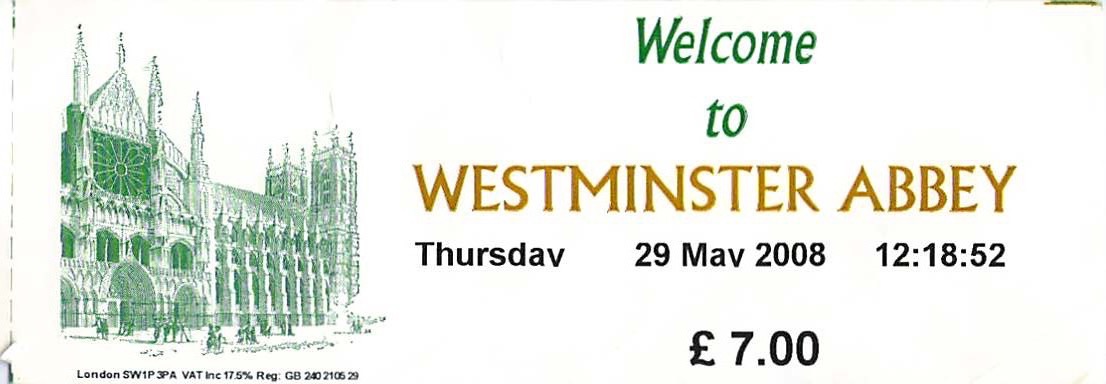 Welcome
to
WESTMINSTER ABBEY
Thursday 29 May 2008 12:18:52
£ 7.00
London SW1P 3PA VAT Inc 17.5% Reg: GB 240 2105 29